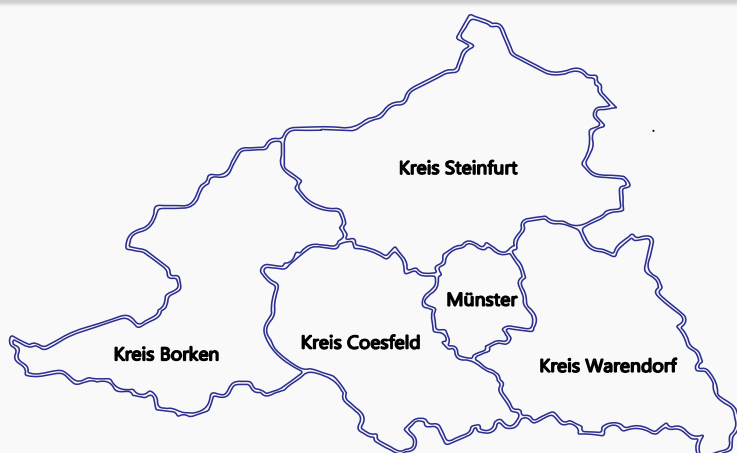 Kreis Steinfurt
Münster
Kreis Coesfeld
Kreis Borken
Kreis Warendorf